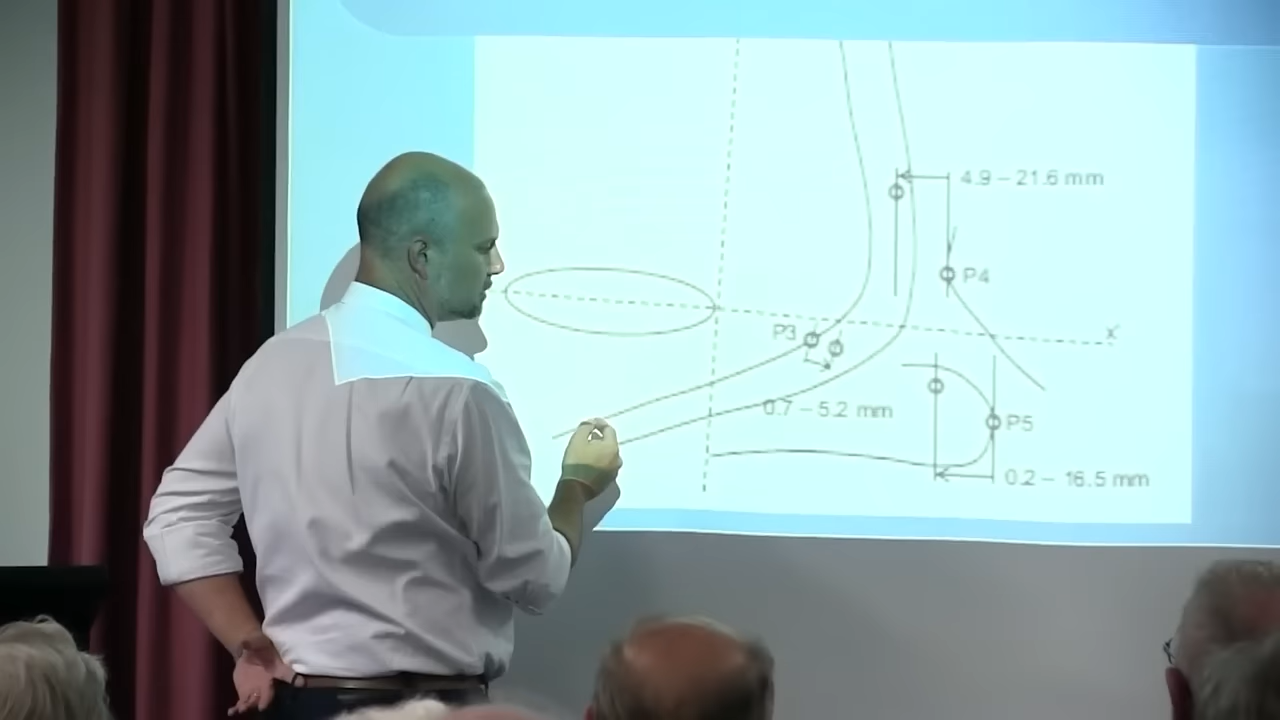 4.9 – 21.6 mm
P4
x
P3
0.7 – 5.2 mm
P5
0.2 – 16.5 mm